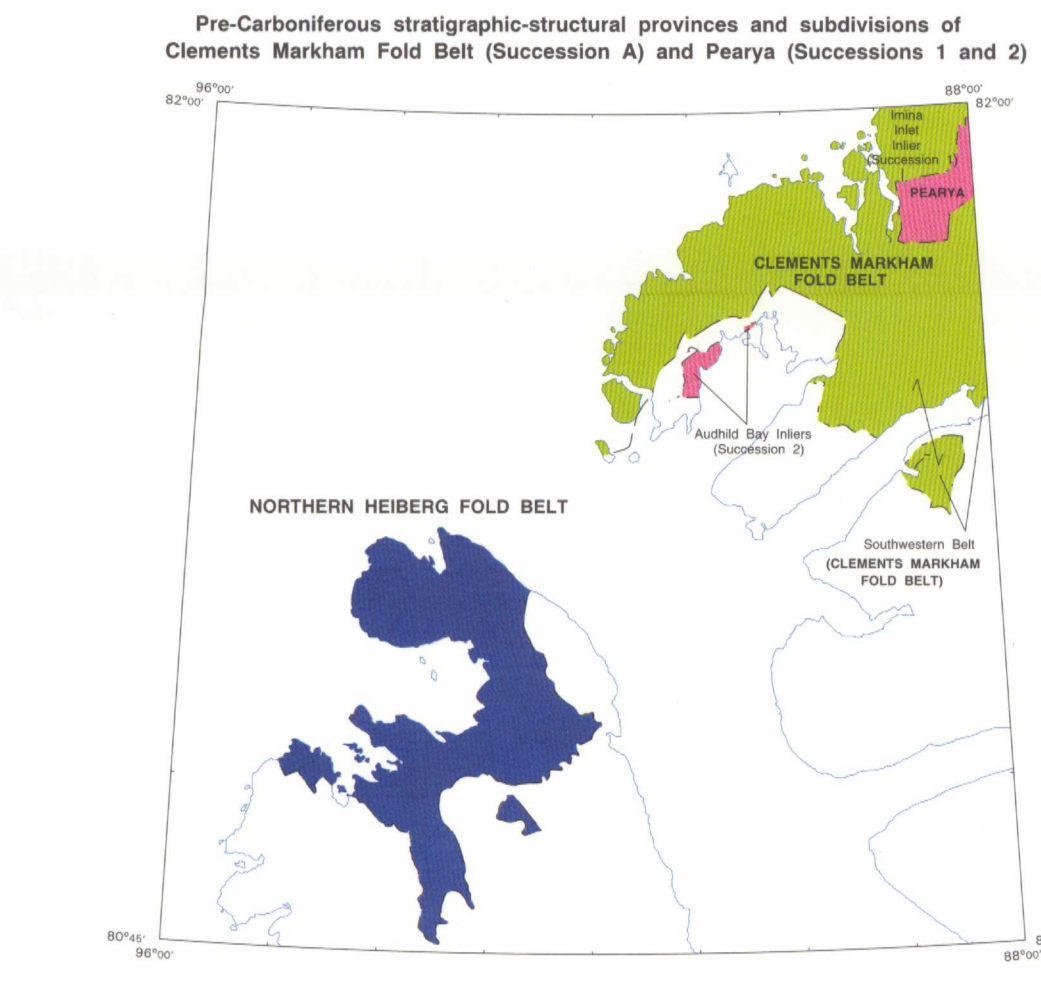 Pre-Carboniferous stratigraphic-structural provinces and subdivisions of
Clements Markham Fold Belt (Succession A) and Pearya (Successions 1 and 2)
96°00'
88°00'
82°00'
82°00'
Imina
Inlet
Inlier
(Succession 1)
PEARYA
CLEMENTS MARKHAM
FOLD BELT
Audhild Bay Inliers
(Succession 2)
NORTHERN HEIBERG FOLD BELT
Southwestern Belt
(CLEMENTS MARKHAM
FOLD BELT)
80°45'
96°00'
8
88°00'